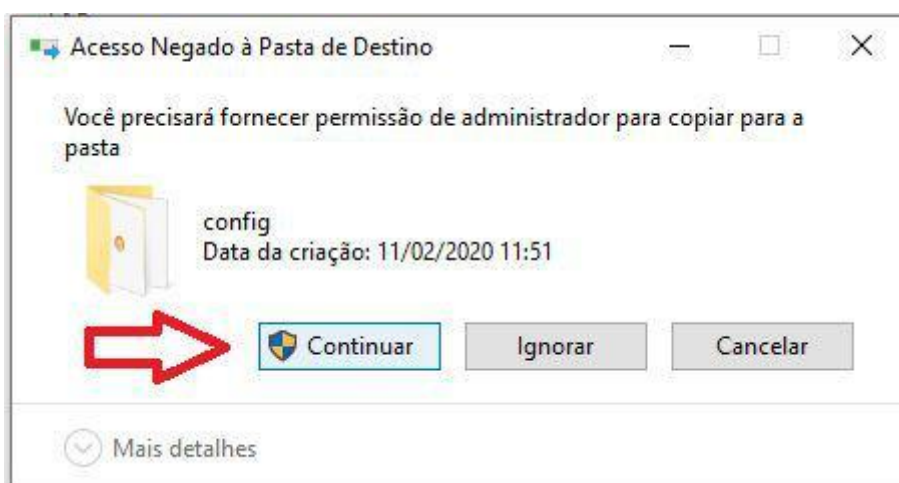 Acesso Negado à Pasta de Destino
Você precisará fornecer permissão de administrador para copiar para a
pasta
config
Data da criação: 11/02/2020 11:51
Continuar Ignorar Cancelar
Mais detalhes